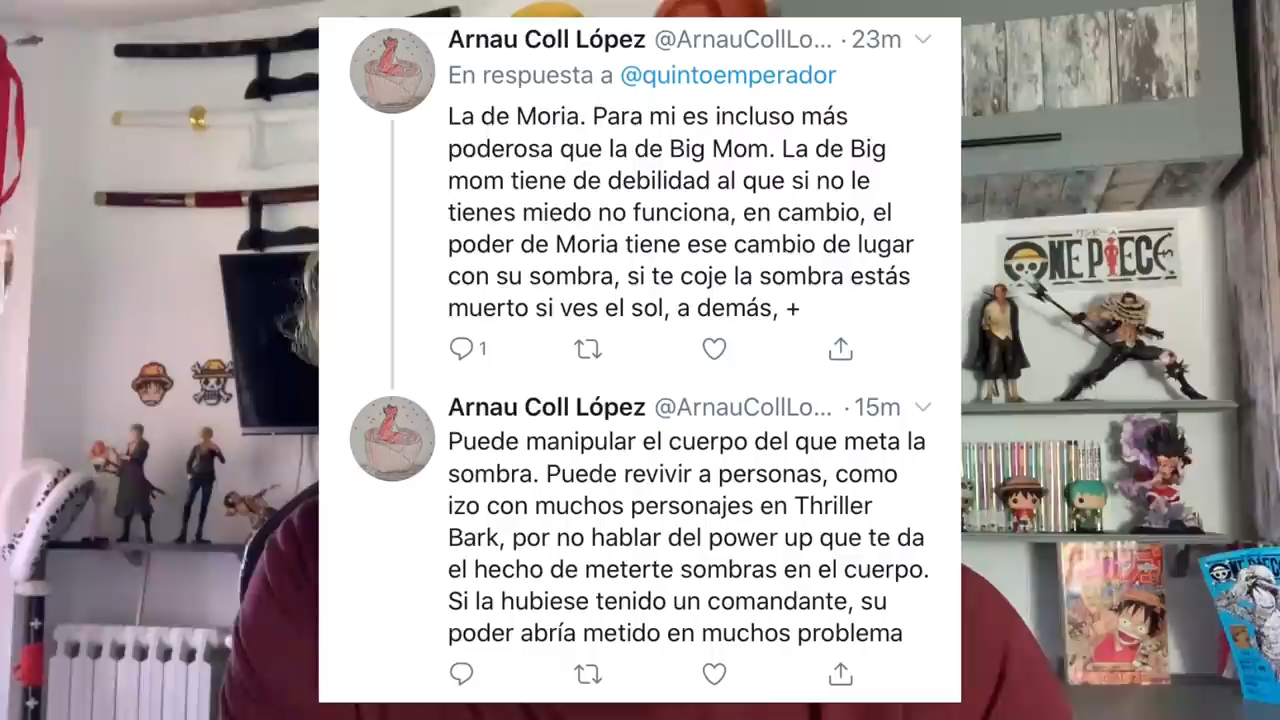 Arnau Coll López @ArnauCollLo... · 23m
En respuesta a @quintoemperador
La de Moria. Para mi es incluso más
poderosa que la de Big Mom. La de Big
mom tiene de debilidad al que si no le
tienes miedo no funciona, en cambio, el
poder de Moria tiene ese cambio de lugar
con su sombra, si te coje la sombra estás
muerto si ves el sol, a demás, +
1
Arnau Coll López @ArnauCollLo... · 15m
Puede manipular el cuerpo del que meta la
sombra. Puede revivir a personas, como
izo con muchos personajes en Thriller
Bark, por no hablar del power up que te da
el hecho de meterte sombras en el cuerpo.
Si la hubiese tenido un comandante, su
poder abría metido en muchos problema
ONE PIECE